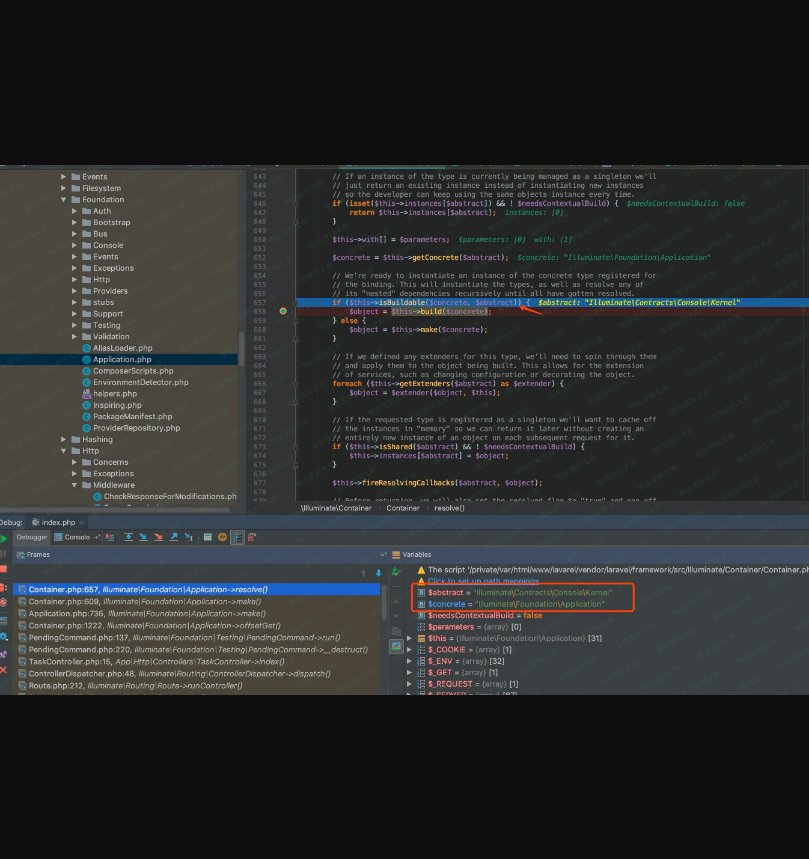 Events
Filesystem
Foundation
Auth
Bootstrap
Bus
Console
Events
Exceptions
Http
Providers
stubs
Support
Testing
Validation
AliasLoader.php
Application.php
ComposerScripts.php
EnvironmentDetector.php
helpers.php
Inspiring.php
PackageManifest.php
ProviderRepository.php
Hashing
Http
Concerns
Exceptions
Middleware
CheckResponseForModifications.ph
643 // If an instance of the type is currently being managed as a singleton we'll
644 // just return an existing instance instead of instantiating new instances
645 // so the developer can keep using the same objects instance every time.
646 if (isset($this->instances[$abstract]) && ! $needsContextualBuild) { $needsContextualBuild: false
647 return $this->instances[$abstract]; instances: [0]
648 }
649
650 $this->with[] = $parameters; $parameters: [0] with: [1]
651
652 $concrete = $this->getConcrete($abstract); $concrete: "Illuminate\Foundation\Application"
653
654 // We're ready to instantiate an instance of the concrete type registered for
655 // the binding. This will instantiate the types, as well as resolve any of
656 // its "nested" dependencies recursively until all have gotten resolved.
657 if ($this->isBuildable($concrete, $abstract)) { $abstract: "Illuminate\Contracts\Console\Kernel"
658 $object = $this->build($concrete);
659 } else {
660 $object = $this->make($concrete);
661 }
662
663 // If we defined any extenders for this type, we'll need to spin through them
664 // and apply them to the object being built. This allows for the extension
665 // of services, such as changing configuration or decorating the object.
666 foreach ($this->getExtenders($abstract) as $extender) {
667 $object = $extender($object, $this);
668 }
669
670 // If the requested type is registered as a singleton we'll want to cache off
671 // the instances in "memory" so we can return it later without creating an
672 // entirely new instance of an object on each subsequent request for it.
673 if ($this->isShared($abstract) && ! $needsContextualBuild) {
674 $this->instances[$abstract] = $object;
675 }
676
677 $this->fireResolvingCallbacks($abstract, $object);
678
\Illuminate\Container › Container › resolve()
Debug: index.php ×
Debugger Console
Frames
Container.php:657, Illuminate\Foundation\Application->resolve()
Container.php:609, Illuminate\Foundation\Application->make()
Application.php:735, Illuminate\Foundation\Application->make()
Container.php:1222, Illuminate\Foundation\Application->offsetGet()
PendingCommand.php:137, Illuminate\Foundation\Testing\PendingCommand->run()
PendingCommand.php:220, Illuminate\Foundation\Testing\PendingCommand->__destruct()
TaskController.php:15, App\Http\Controllers\TaskController->index()
ControllerDispatcher.php:48, Illuminate\Routing\ControllerDispatcher->dispatch()
Route.php:212, Illuminate\Routing\Route->runController()
Variables
The script '/private/var/html/www/laravel/vendor/laravel/framework/src/Illuminate/Container/Container.ph
Click to set up path mappings
$abstract = "Illuminate\Contracts\Console\Kernel"
$concrete = "Illuminate\Foundation\Application"
$needsContextualBuild = false
$parameters = {array} [0]
$this = {Illuminate\Foundation\Application} [31]
$_COOKIE = {array} [1]
$_ENV = {array} [32]
$_GET = {array} [1]
$_REQUEST = {array} [1]